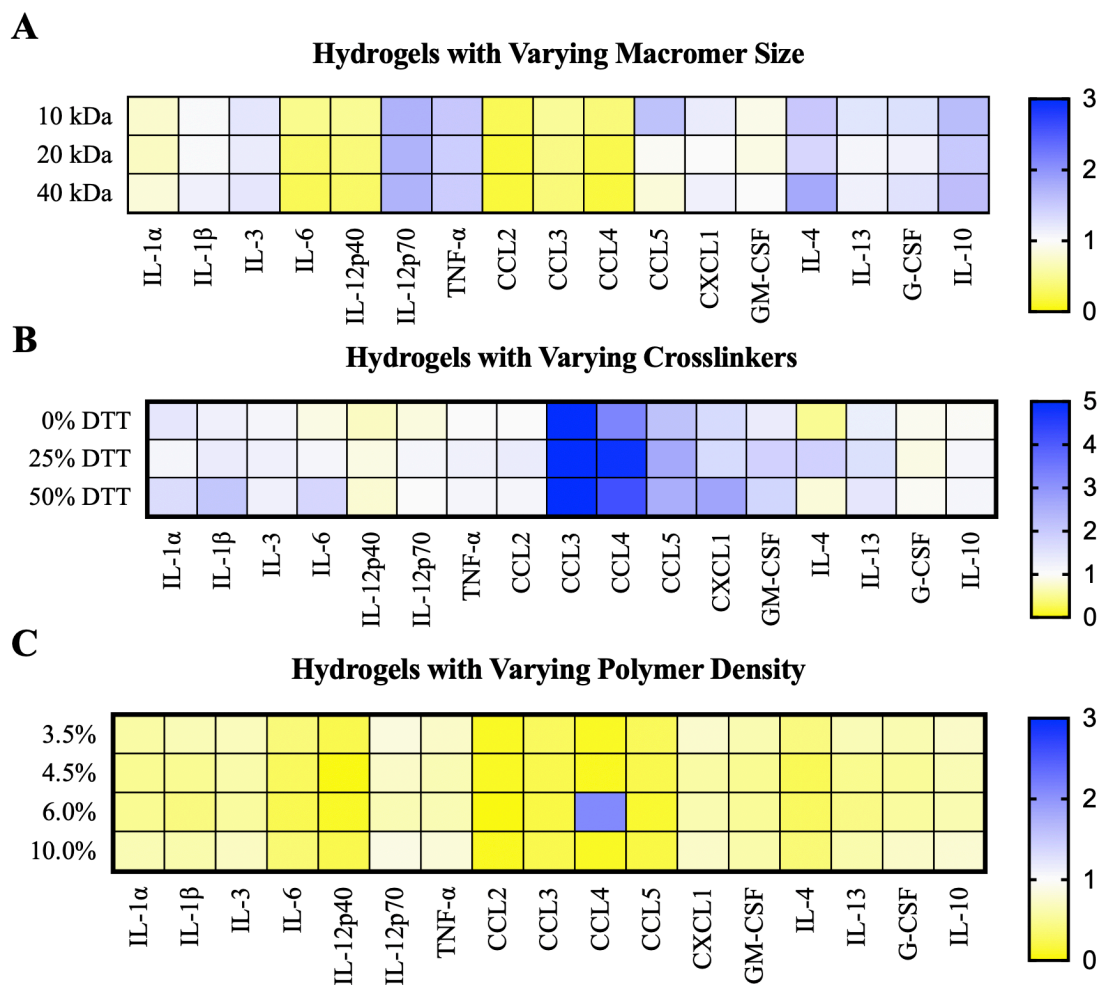 A
Hydrogels with Varying Macromer Size
10 kDa
20 kDa
40 kDa
3
2
1
0
IL-1α
IL-1β
IL-3
IL-6
IL-12p40
IL-12p70
TNF-α
CCL2
CCL3
CCL4
CCL5
CXCL1
GM-CSF
IL-4
IL-13
G-CSF
IL-10
B
Hydrogels with Varying Crosslinkers
0% DTT
25% DTT
50% DTT
5
4
3
2
1
0
IL-1α
IL-1β
IL-3
IL-6
IL-12p40
IL-12p70
TNF-α
CCL2
CCL3
CCL4
CCL5
CXCL1
GM-CSF
IL-4
IL-13
G-CSF
IL-10
C
Hydrogels with Varying Polymer Density
3.5%
4.5%
6.0%
10.0%
3
2
1
0
IL-1α
IL-1β
IL-3
IL-6
IL-12p40
IL-12p70
TNF-α
CCL2
CCL3
CCL4
CCL5
CXCL1
GM-CSF
IL-4
IL-13
G-CSF
IL-10